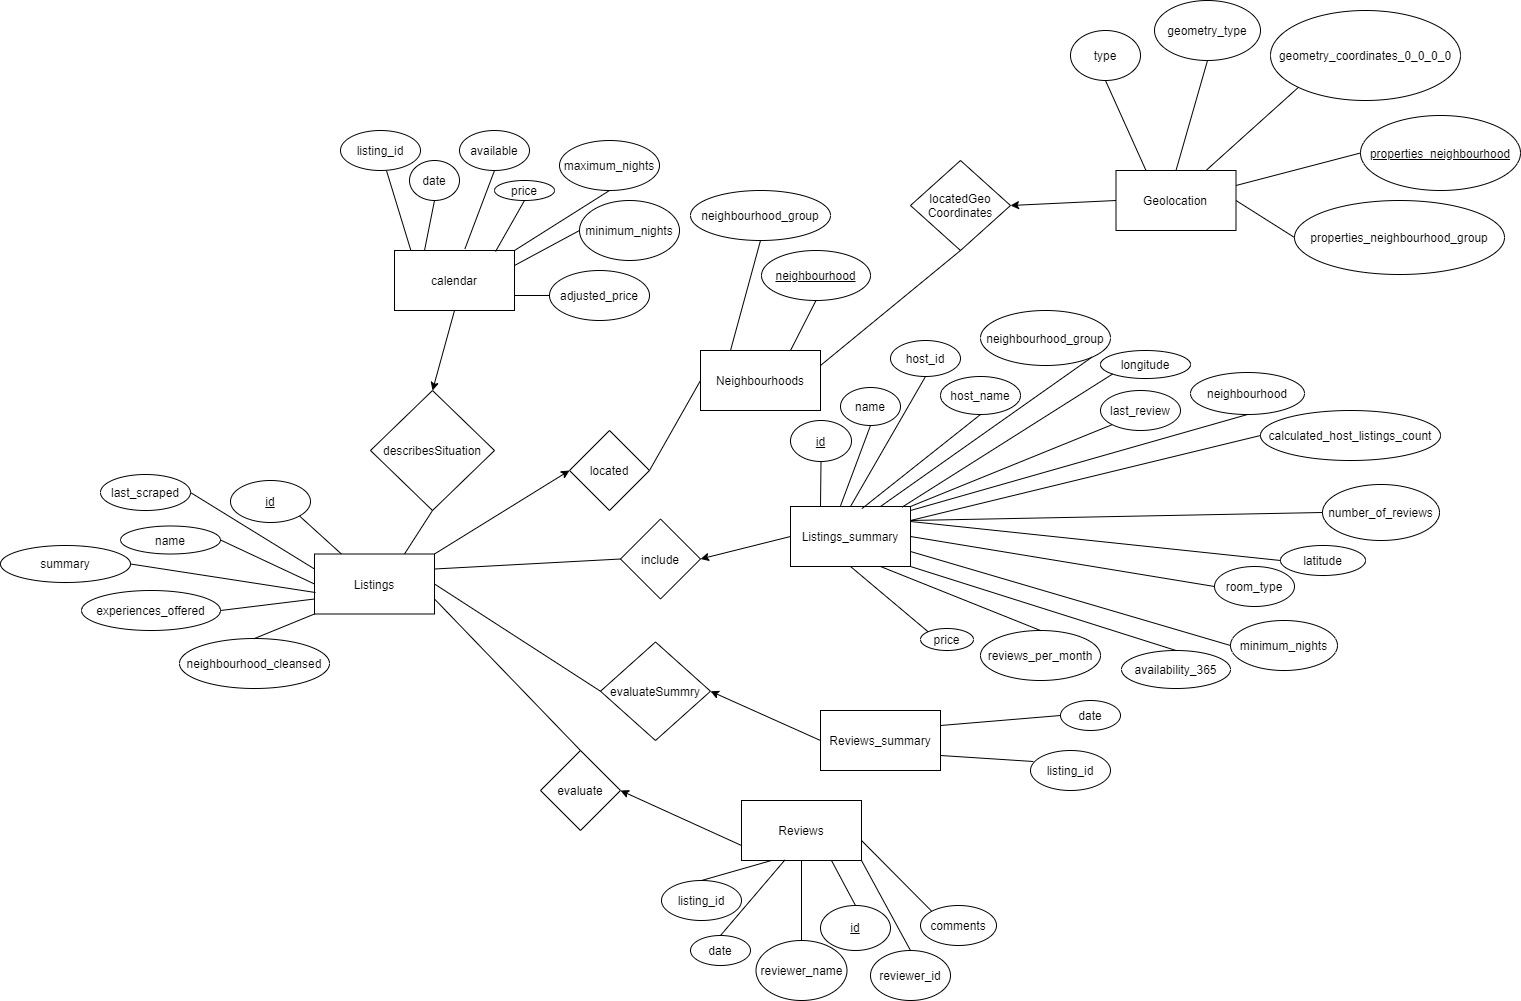 geometry_type
type
geometry_coordinates_0_0_0_0
listing_id
available
date
maximum_nights
price
properties_neighbourhood
locatedGeo
Coordinates
Geolocation
neighbourhood_group
minimum_nights
properties_neighbourhood_group
neighbourhood
calendar
adjusted_price
neighbourhood_group
host_id
longitude
Neighbourhoods
host_name
neighbourhood
name
last_review
id
calculated_host_listings_count
describesSituation
located
last_scraped
id
number_of_reviews
name
Listings_summary
include
latitude
summary
Listings
room_type
experiences_offered
price
minimum_nights
reviews_per_month
neighbourhood_cleansed
availability_365
evaluateSummry
date
Reviews_summary
listing_id
evaluate
Reviews
listing_id
id
comments
date
reviewer_name
reviewer_id